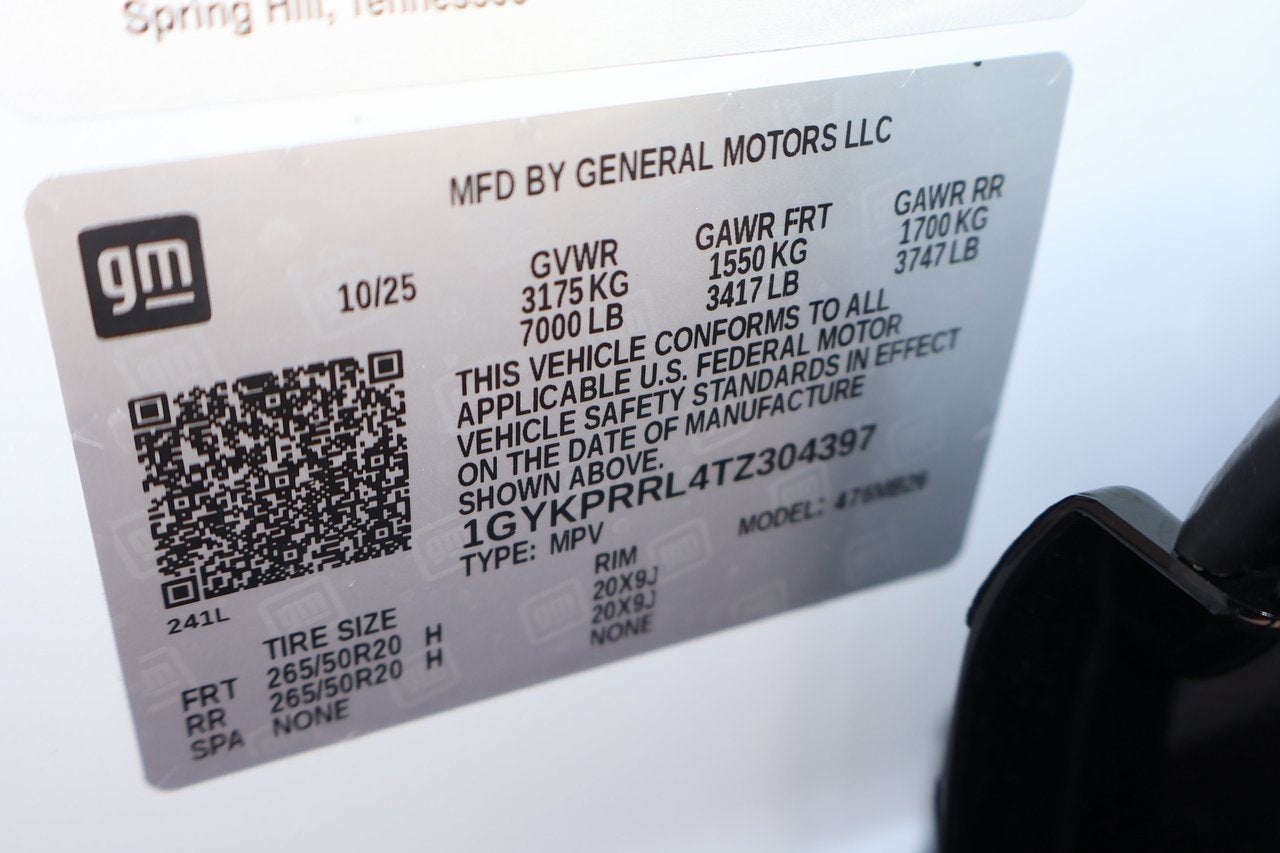 Spring Hill, Tennessee
MFD BY GENERAL MOTORS LLC
gm
10/25
GVWR
3175 KG
7000 LB
GAWR FRT
1550 KG
3417 LB
GAWR RR
1700 KG
3747 LB
THIS VEHICLE CONFORMS TO ALL
APPLICABLE U.S. FEDERAL MOTOR
VEHICLE SAFETY STANDARDS IN EFFECT
ON THE DATE OF MANUFACTURE
SHOWN ABOVE.
1GYKPRRL4TZ304397
TYPE: MPV
MODEL:
241L
TIRE SIZE
RIM
FRT 265/50R20 H 20X9J
RR 265/50R20 H 20X9J
SPA NONE NONE